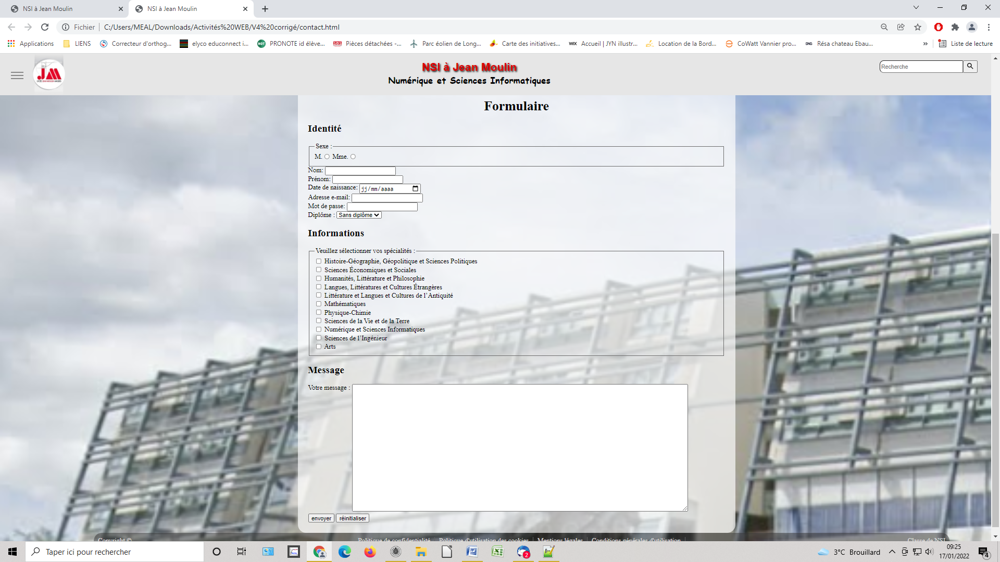 NSI à Jean Moulin
NSI à Jean Moulin
Fichier
C:/Users/MEAL/Downloads/Activités%20WEB/V4%20corrigé/contact.html
Applications
LIENS
Correcteur d'orthog...
elyco educonnect i...
PRONOTE id élève...
Pièces détachées -...
Parc éolien de Long...
Carte des initiatives...
WIX
Accueil | JYN illustr...
Location de la Bord...
CoWatt Vannier pro...
Résa chateau Ebau...
»
Liste de lecture
JM
NSI à Jean Moulin
Numérique et Sciences Informatiques
Recherche
Formulaire
Identité
Sexe :
M. Mme.
Nom:
Prénom:
Date de naissance: jj/mm/aaaa
Adresse e-mail:
Mot de passe:
Diplôme : Sans diplôme
Informations
Veuillez sélectionner vos spécialités :
Histoire-Géographie, Géopolitique et Sciences Politiques
Sciences Économiques et Sociales
Humanités, Littérature et Philosophie
Langues, Littératures et Cultures Étrangères
Littérature et Langues et Cultures de l’Antiquité
Mathématiques
Physique-Chimie
Sciences de la Vie et de la Terre
Numérique et Sciences Informatiques
Sciences de l’Ingénieur
Arts
Message
Votre message :
envoyer réinitialiser
Copyright © Politique de confidentialité Politique d'utilisation des cookies Mentions légales Conditions générales d'utilisation Classe de NSI
Taper ici pour rechercher
2
3°C Brouillard
09:25
17/01/2022
4